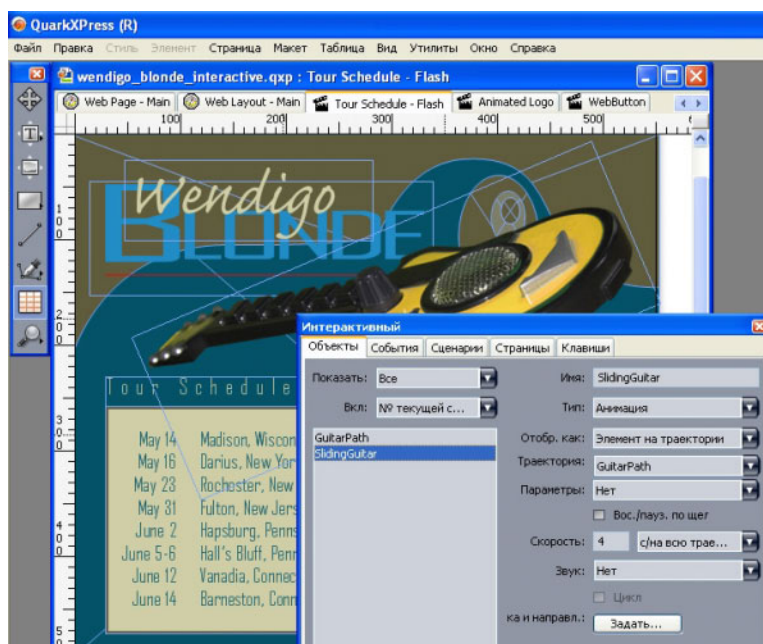 QuarkXPress (R)
Файл Правка Стиль Элемент Страница Макет Таблица Вид Утилиты Окно Справка
wendigo_blonde_interactive.qxp : Tour Schedule - Flash
Web Page - Main Web Layout - Main Tour Schedule - Flash Animated Logo WebButton
100 200 300 400 500 6
Wendigo
BLONDE
Интерактивный
Объекты События Сценарии Страницы Клавиши
Показать: Все Имя: SlidingGuitar
Вкл: № текущей с... Тип: Анимация
GuitarPath Отобр. как: Элемент на траектории
SlidingGuitar Траектория: GuitarPath
Параметры: Нет
Вос./пауз. по щег
Скорость: 4 с/на всю трае...
Звук: Нет
Цикл
ка и направл.: Задать...
Tour Schedule
May 14 Madison, Wiscon
May 16 Darius, New Yor
May 23 Rochester, New
May 31 Fulton, New Jers
June 2 Hapsburg, Penns
June 5-6 Hall's Bluff, Penn
June 12 Vanadia, Connec
June 14 Barneston, Conn